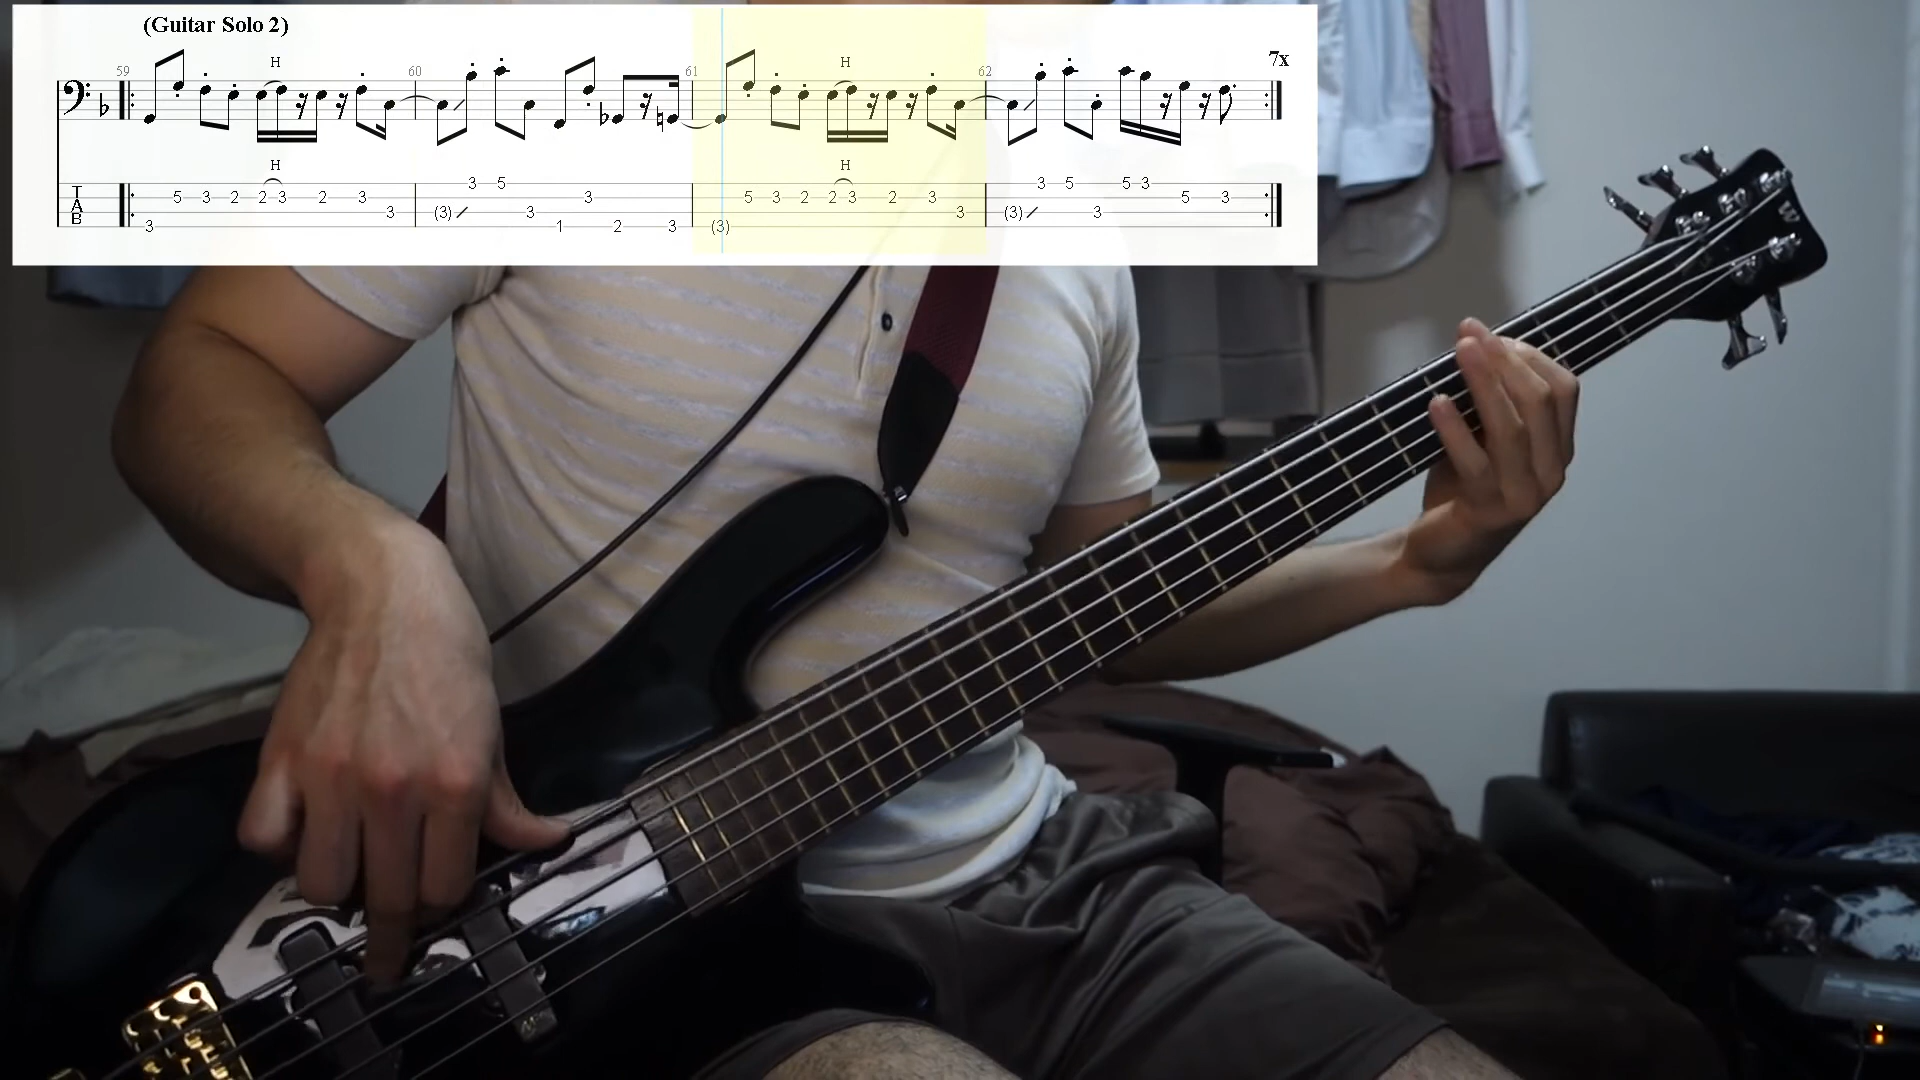 (Guitar Solo 2)
59 H 60 61 H 62 7x
H H
T A B
3 5 3 5 5 3
5 3 2 2 3 2 3 3 5 3 2 2 3 2 3 5 3
3 (3) 3 3 (3) 3
3 1 2 3 (3)
W